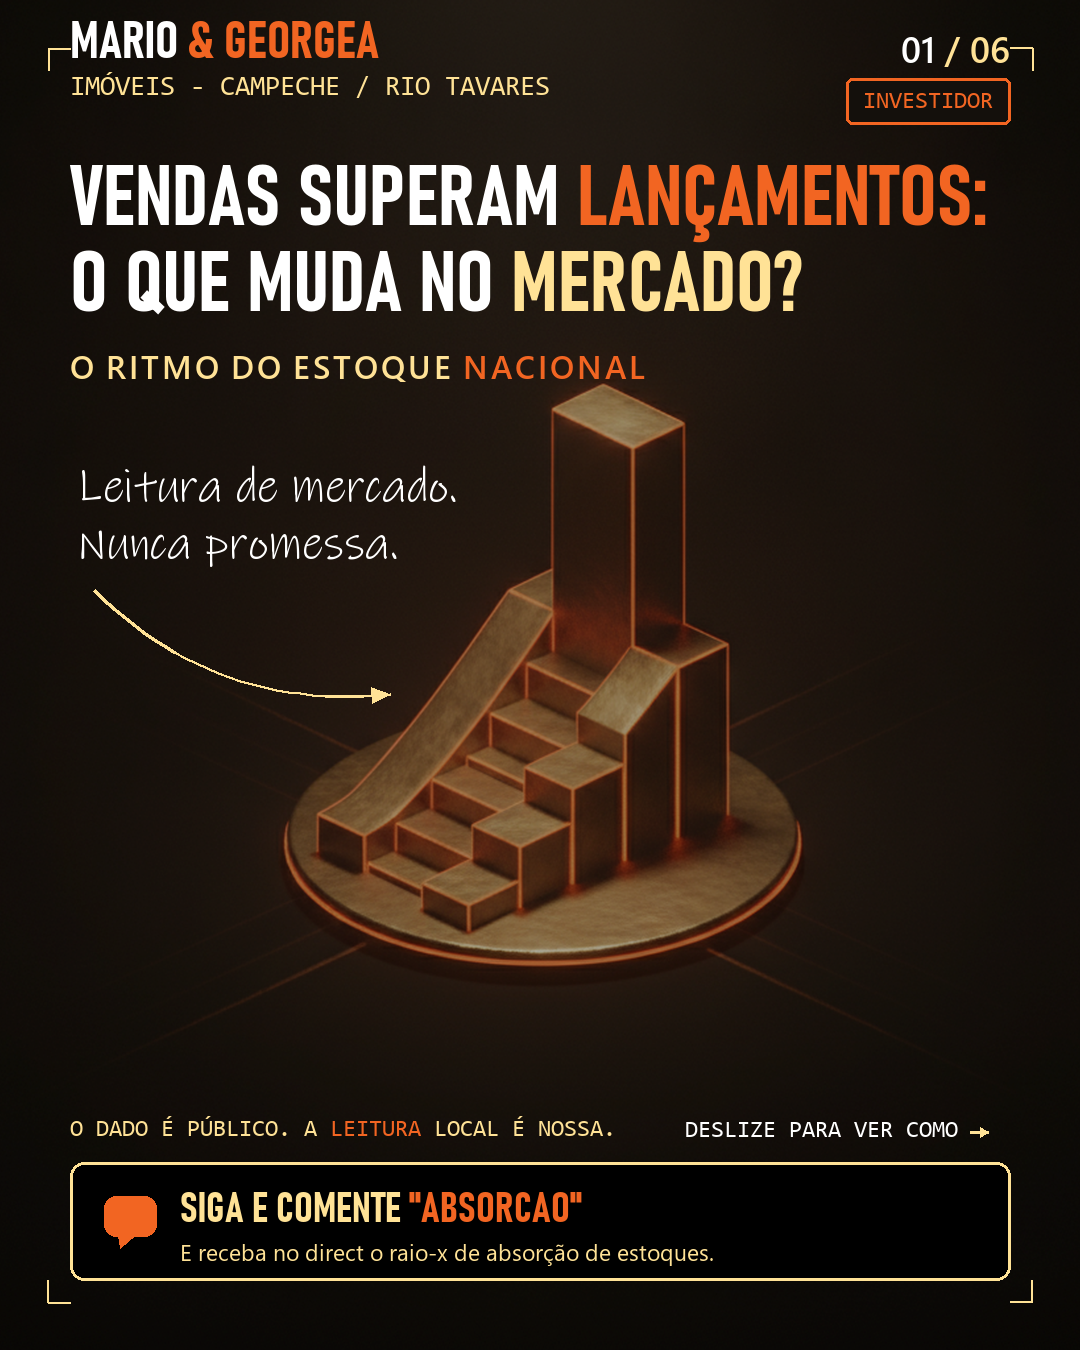 MARIO & GEORGEA
IMÓVEIS - CAMPECHE / RIO TAVARES
01 / 06
INVESTIDOR
VENDAS SUPERAM LANÇAMENTOS:
O QUE MUDA NO MERCADO?
O RITMO DO ESTOQUE NACIONAL
Leitura de mercado.
Nunca promessa.
O DADO É PÚBLICO. A LEITURA LOCAL É NOSSA.
DESLIZE PARA VER COMO →
SIGA E COMENTE "ABSORCAO"
E receba no direct o raio-x de absorção de estoques.